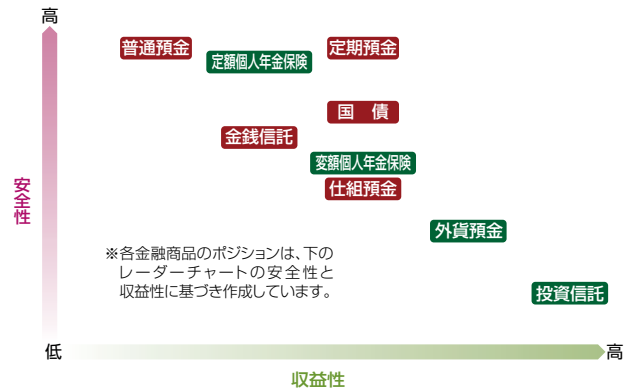 高
普通預金
定期預金
定額個人年金保険
国　債
金銭信託
変額個人年金保険
仕組預金
安全性
外貨預金
※各金融商品のポジションは、下の
レーダーチャートの安全性と
収益性に基づき作成しています。
投資信託
低
高
収益性